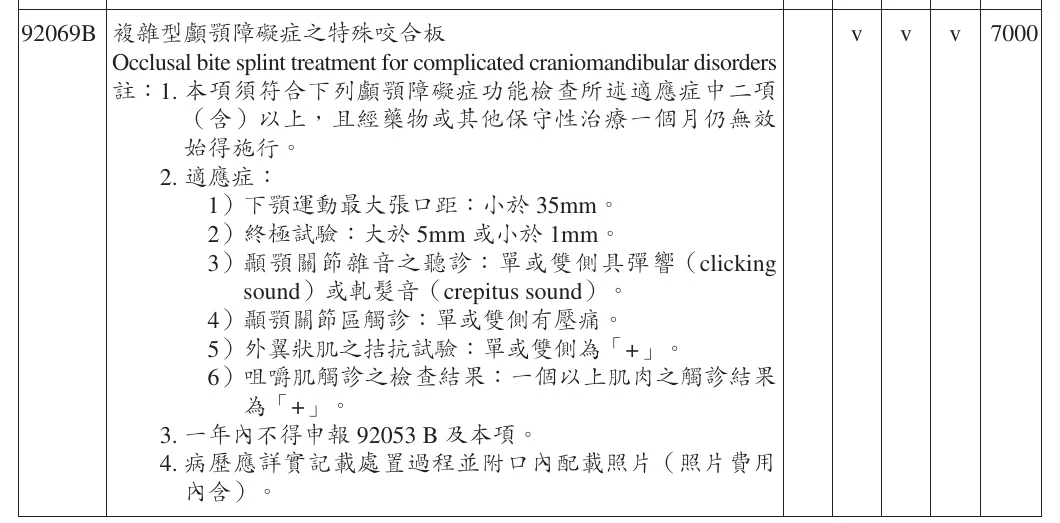 92069B 複雜型顱顎障礙症之特殊咬合板 v v v 7000
Occlusal bite splint treatment for complicated craniomandibular disorders
註：1. 本項須符合下列顱顎障礙症功能檢查所述適應症中二項
（含）以上，且經藥物或其他保守性治療一個月仍無效
始得施行。
2. 適應症：
1）下顎運動最大張口距：小於 35mm。
2）終極試驗：大於 5mm 或小於 1mm。
3）顳顎關節雜音之聽診：單或雙側具彈響（clicking
sound）或軋髮音（crepitus sound）。
4）顳顎關節區觸診：單或雙側有壓痛。
5）外翼狀肌之拮抗試驗：單或雙側為「+」。
6）咀嚼肌觸診之檢查結果：一個以上肌肉之觸診結果
為「+」。
3. 一年內不得申報 92053 B 及本項。
4. 病歷應詳實記載處置過程並附口內配載照片（照片費用
內含）。